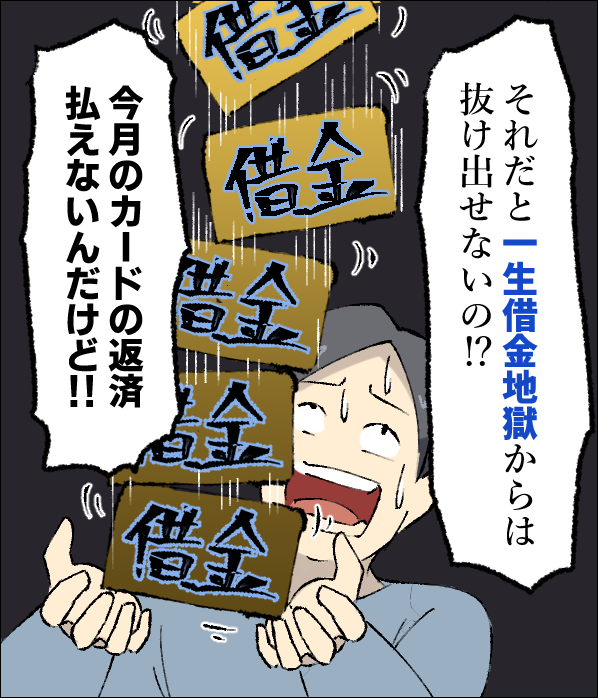 それだと一生借金地獄からは
抜け出せないの!?
今月のカードの返済
払えないんだけど!!
借金
借金
借金
借金
借金